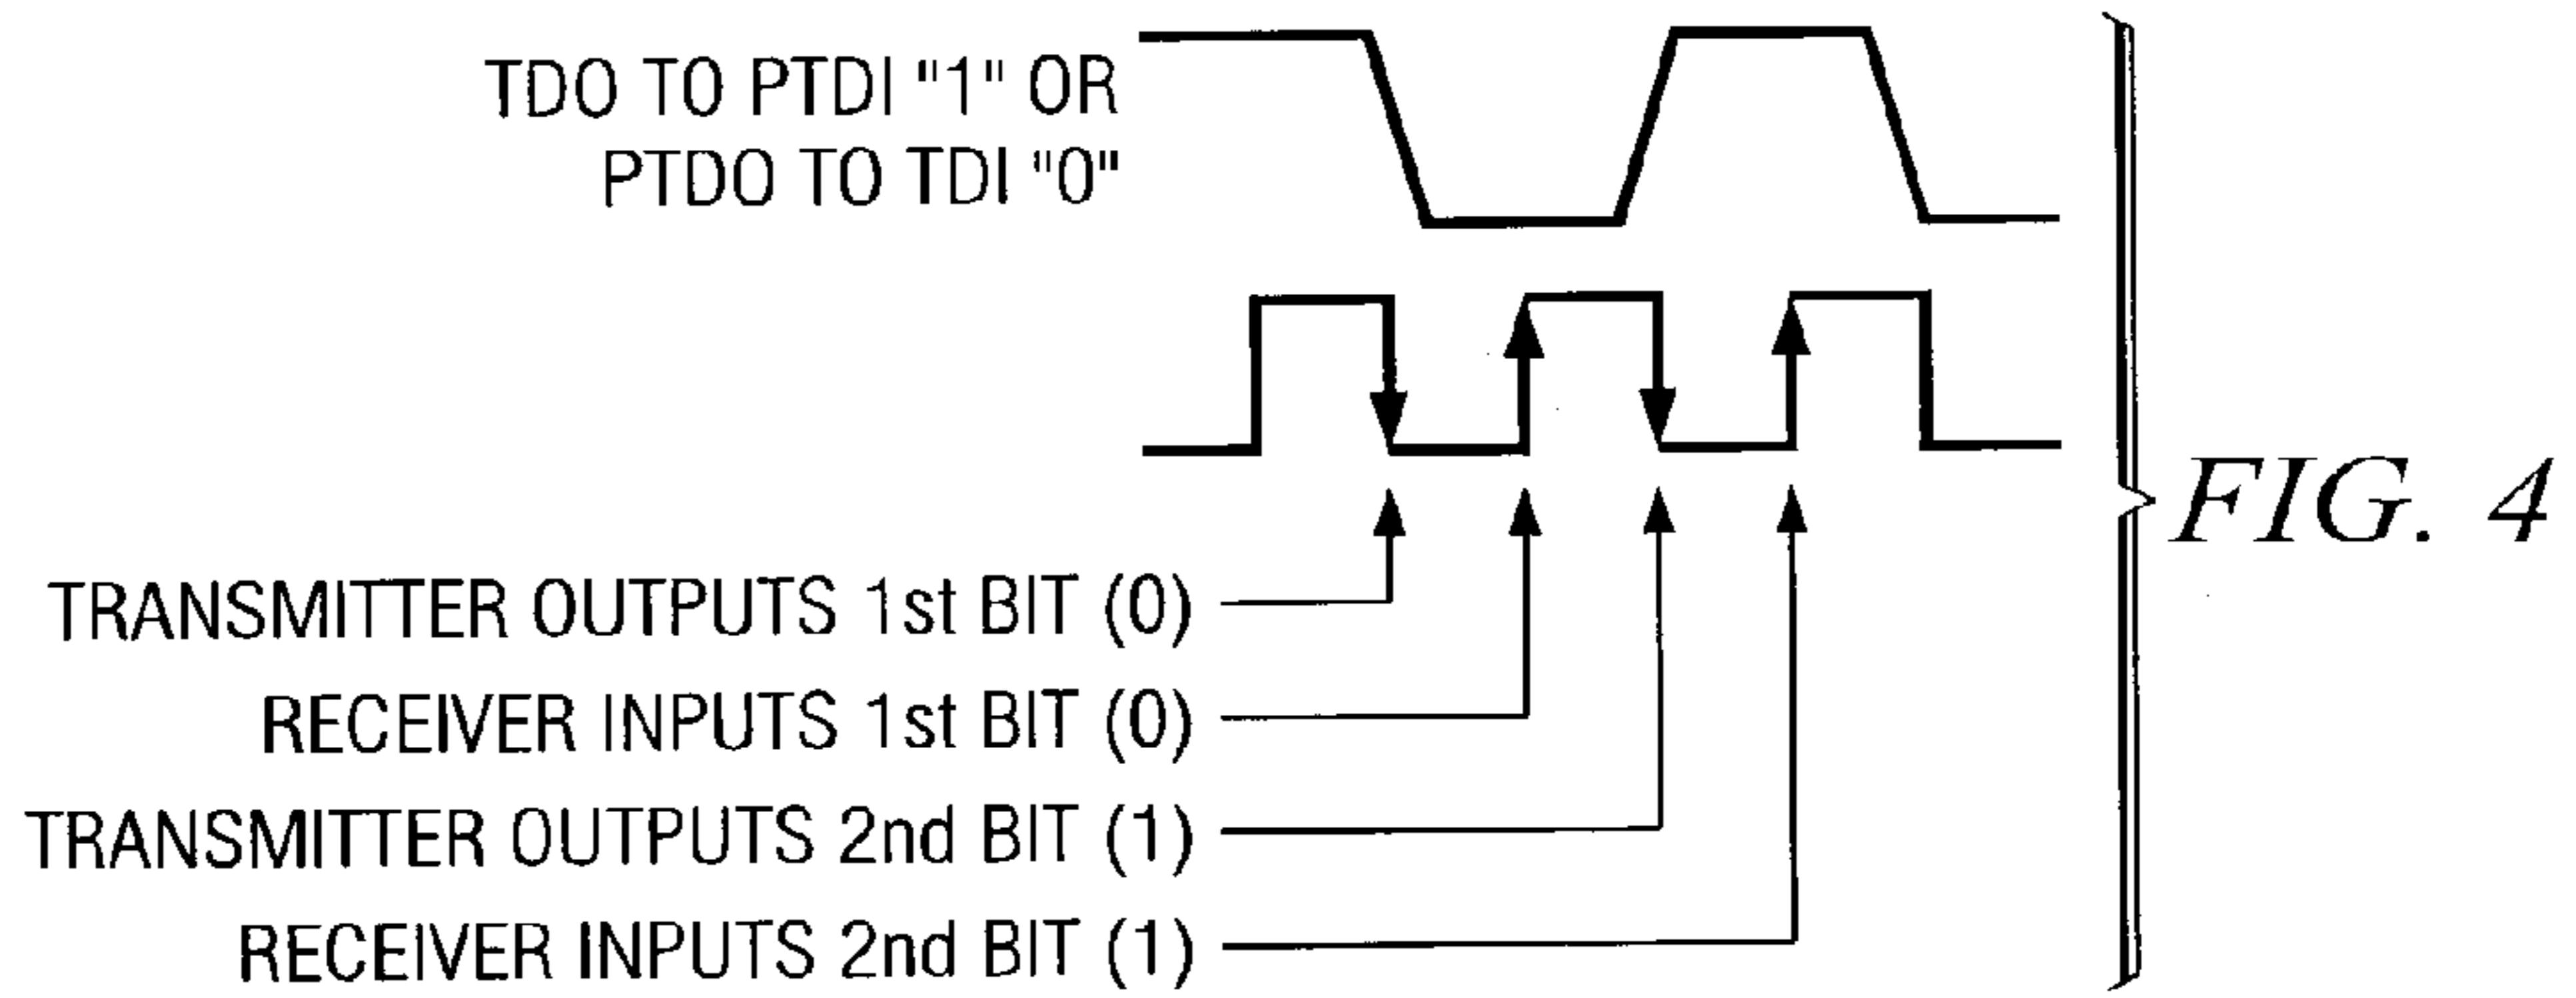 TDO TO PTDI "1" OR
PTDO TO TDI "0"
TRANSMITTER OUTPUTS 1st BIT (0)
RECEIVER INPUTS 1st BIT (0)
TRANSMITTER OUTPUTS 2nd BIT (1)
RECEIVER INPUTS 2nd BIT (1)
FIG. 4